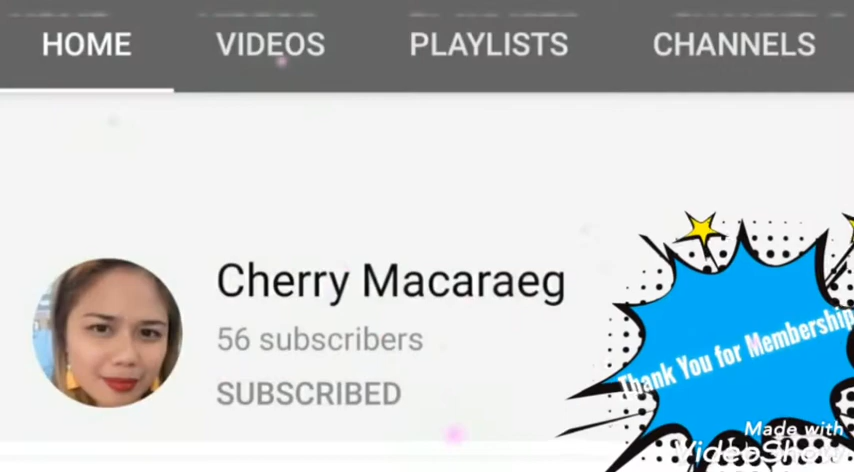 HOME VIDEOS PLAYLISTS CHANNELS
Cherry Macaraeg
56 subscribers
SUBSCRIBED
Thank You for Membership
Made with
VideoShow